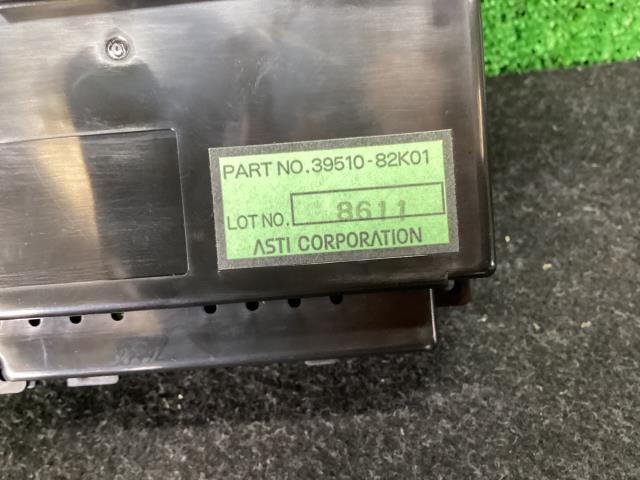 PART NO.39510-82K01
LOT NO. 8611
ASTI CORPORATION